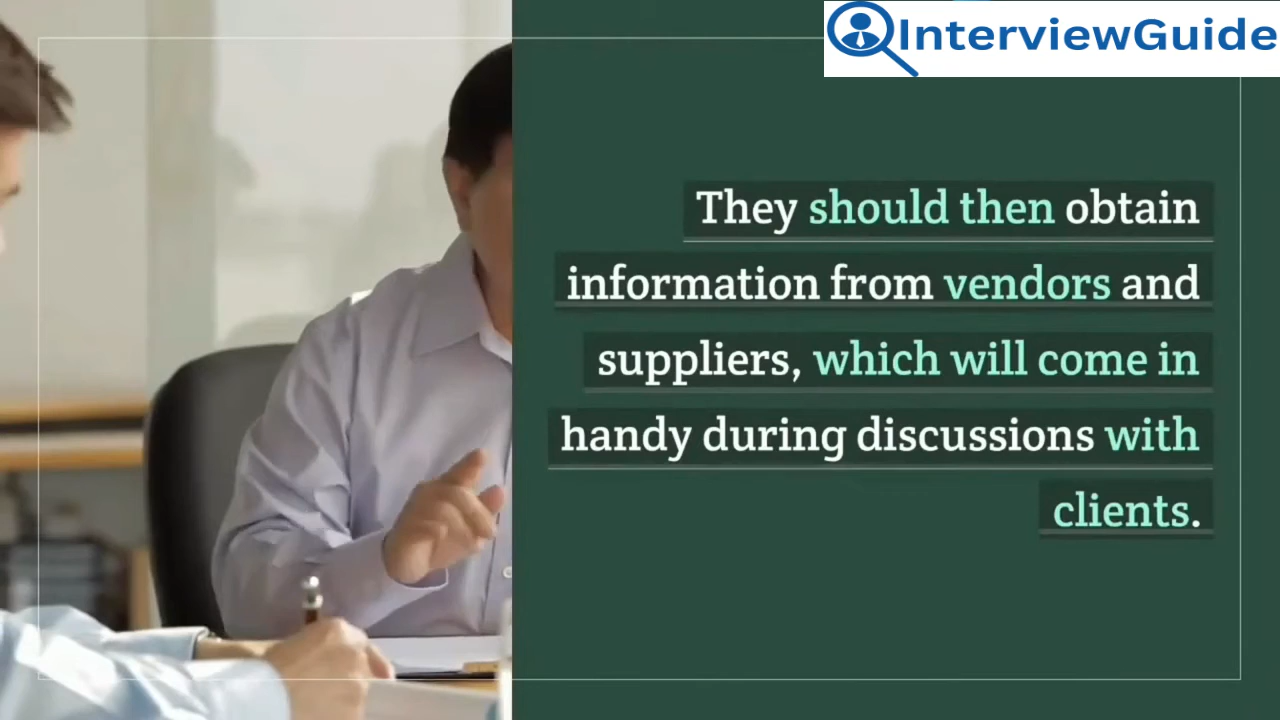 InterviewGuide
They should then obtain
information from vendors and
suppliers, which will come in
handy during discussions with
clients.